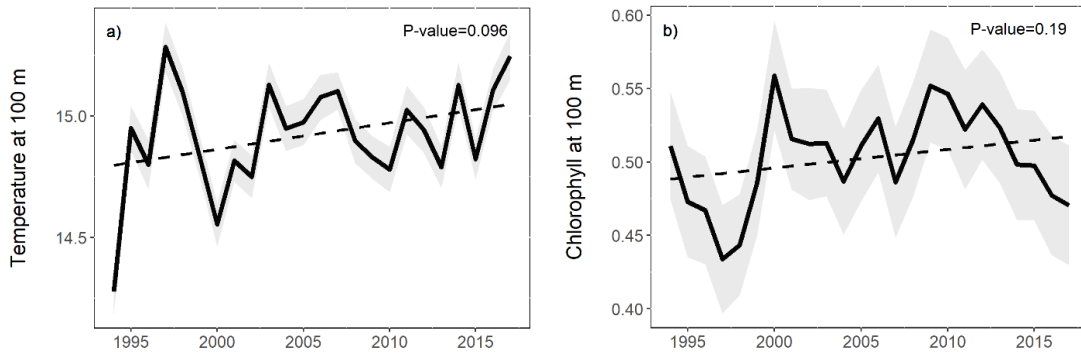 a)
P-value=0.096
Temperature at 100 m
15.0
14.5
1995
2000
2005
2010
2015
b)
P-value=0.19
Chlorophyll at 100 m
0.60
0.55
0.50
0.45
0.40
1995
2000
2005
2010
2015